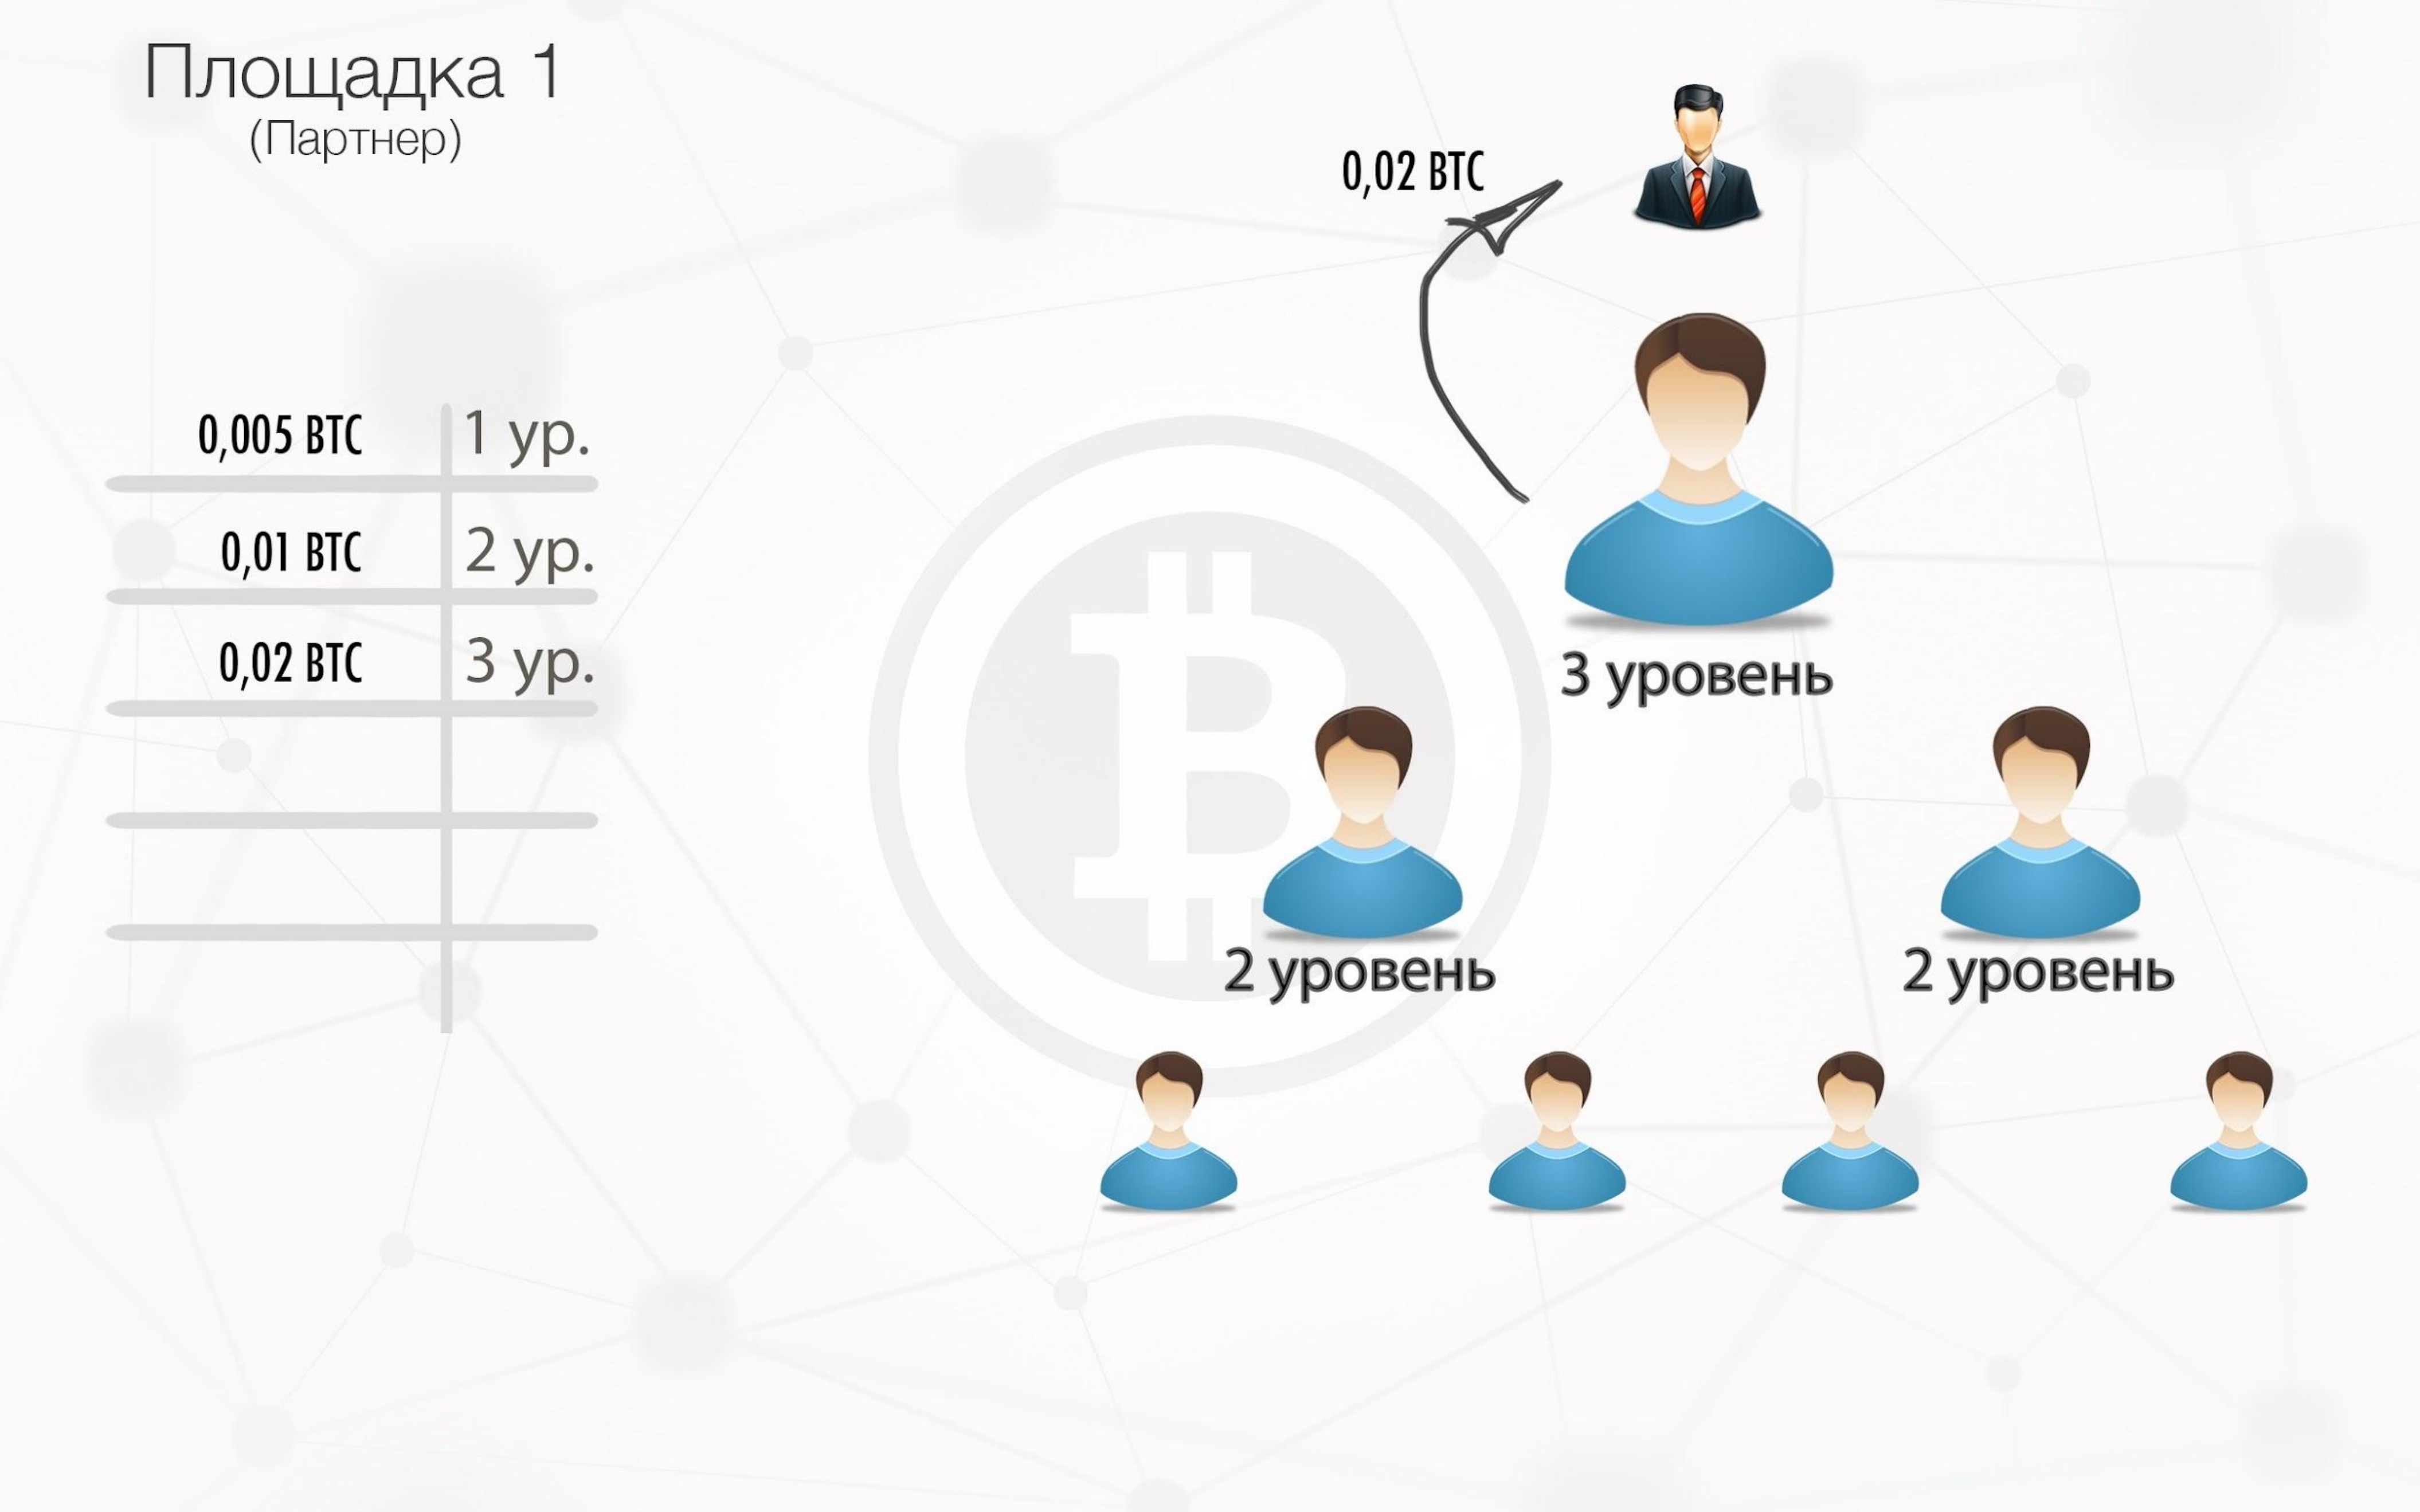 Площадка 1
(Партнер)
0,02 BTC
0,005 BTC 1 ур.
0,01 BTC 2 ур.
0,02 BTC 3 ур.
3 уровень
2 уровень 2 уровень